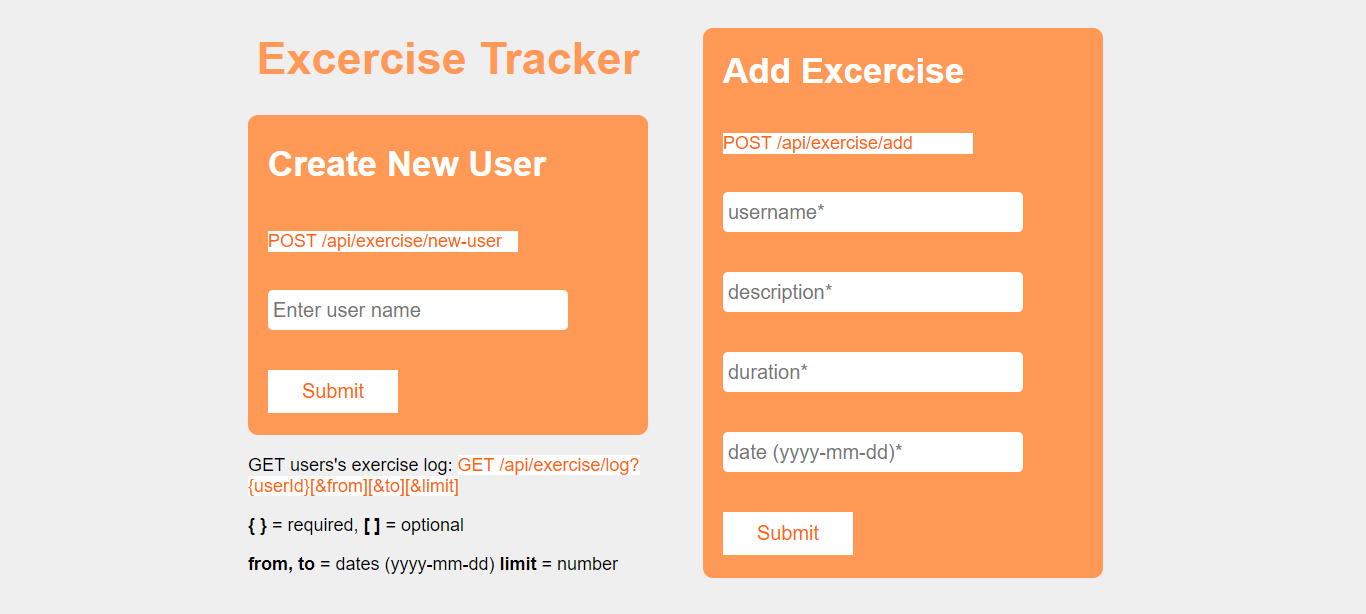 Excercise Tracker
Create New User
POST /api/exercise/new-user
Enter user name
Submit
GET users's exercise log: GET /api/exercise/log?
{userId}[&from][&to][&limit]
{ } = required, [ ] = optional
from, to = dates (yyyy-mm-dd) limit = number
Add Excercise
POST /api/exercise/add
username*
description*
duration*
date (yyyy-mm-dd)*
Submit